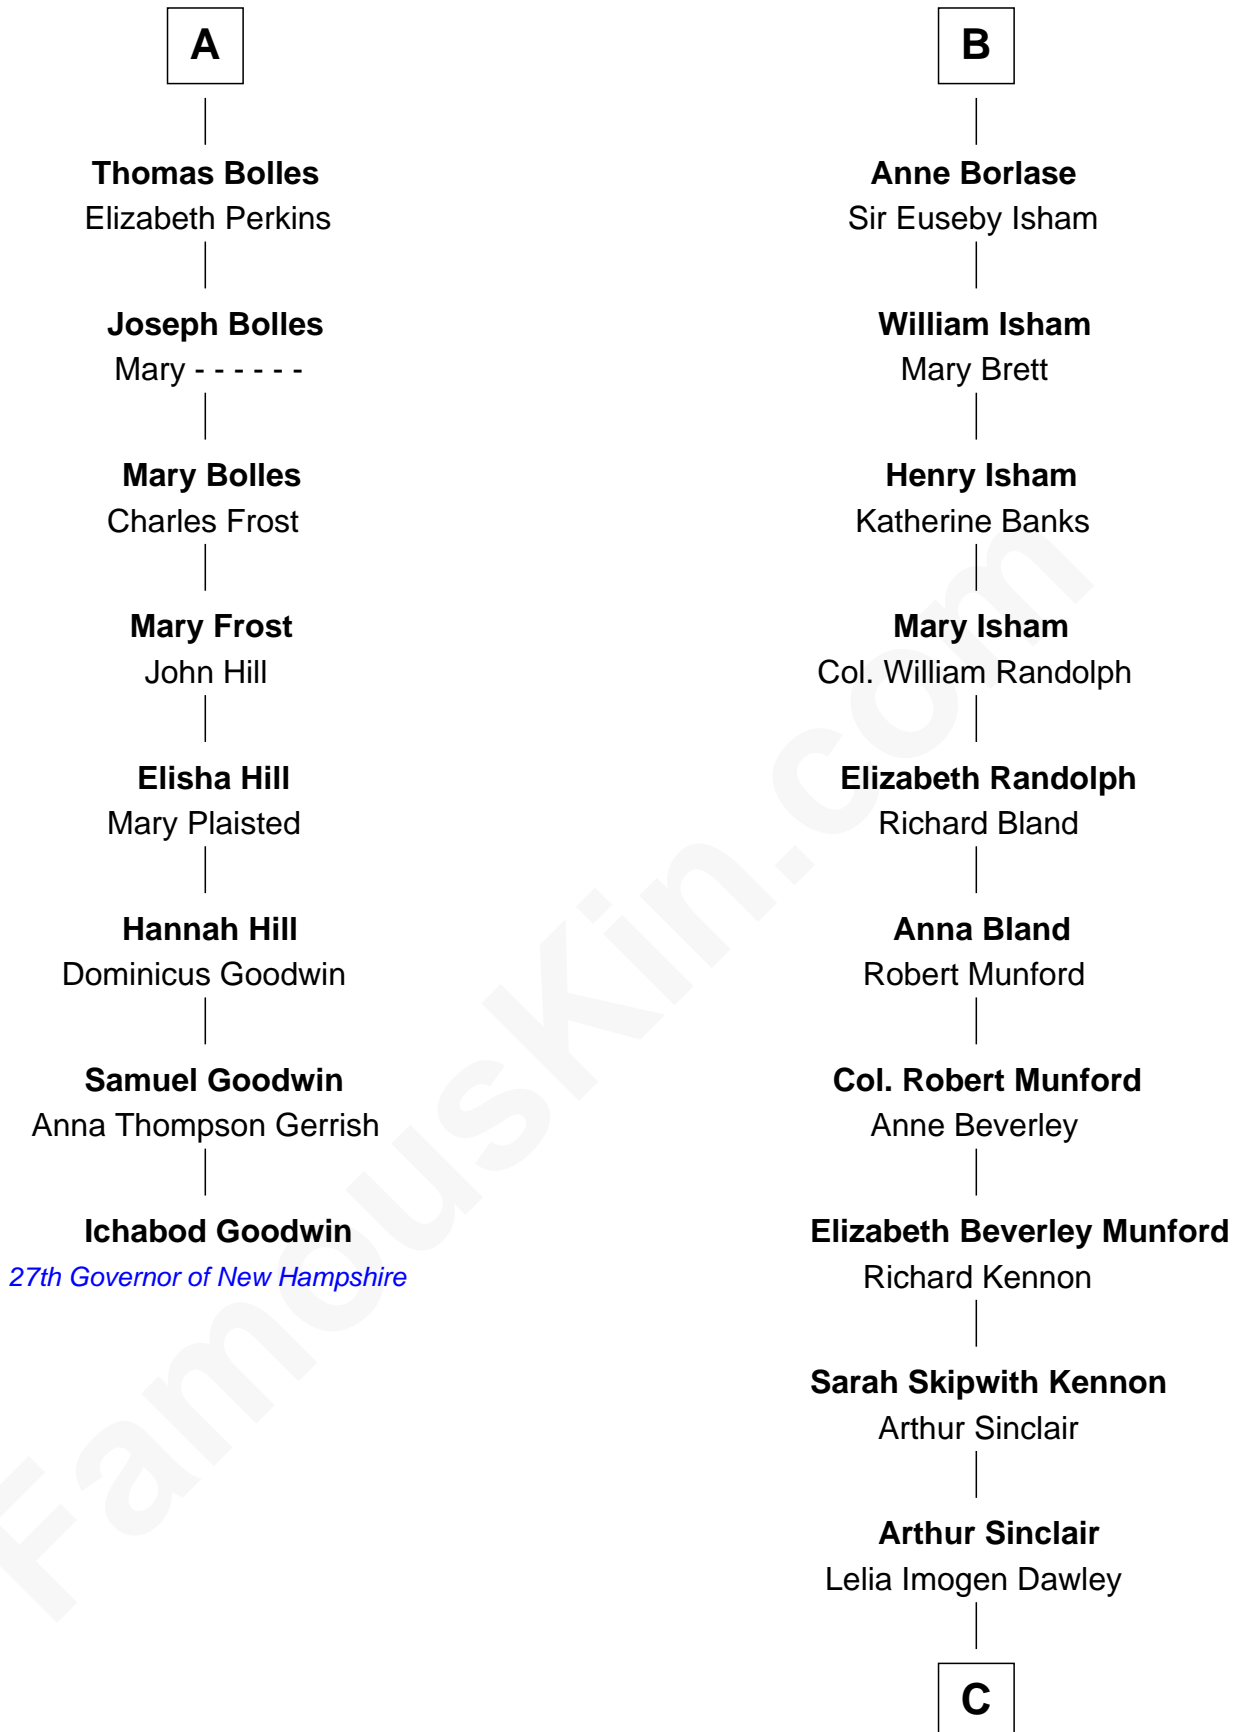 A
Thomas Bolles
Elizabeth Perkins
Joseph Bolles
Mary - - - - - -
Mary Bolles
Charles Frost
Mary Frost
John Hill
Elisha Hill
Mary Plaisted
Hannah Hill
Dominicus Goodwin
Samuel Goodwin
Anna Thompson Gerrish
Ichabod Goodwin
27th Governor of New Hampshire
B
Anne Borlase
Sir Euseby Isham
William Isham
Mary Brett
Henry Isham
Katherine Banks
Mary Isham
Col. William Randolph
Elizabeth Randolph
Richard Bland
Anna Bland
Robert Munford
Col. Robert Munford
Anne Beverley
Elizabeth Beverley Munford
Richard Kennon
Sarah Skipwith Kennon
Arthur Sinclair
Arthur Sinclair
Lelia Imogen Dawley
C
FamousKin.com